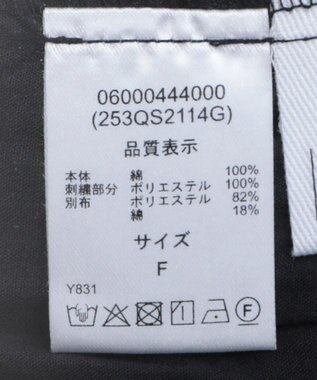 06000444000
(253QS2114G)
品質表示
本体 綿 100%
刺繍部分 ポリエステル 100%
別布 ポリエステル 82%
綿 18%
サイズ
F
Y831
F